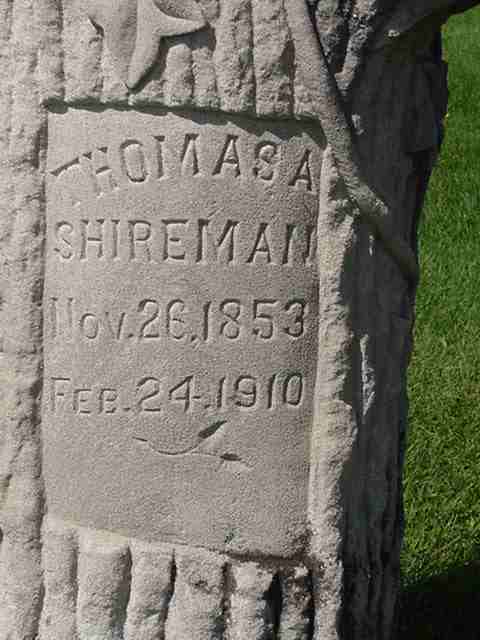 THOMAS A
SHIREMAN
Nov. 26, 1853
FEB. 24. 1910